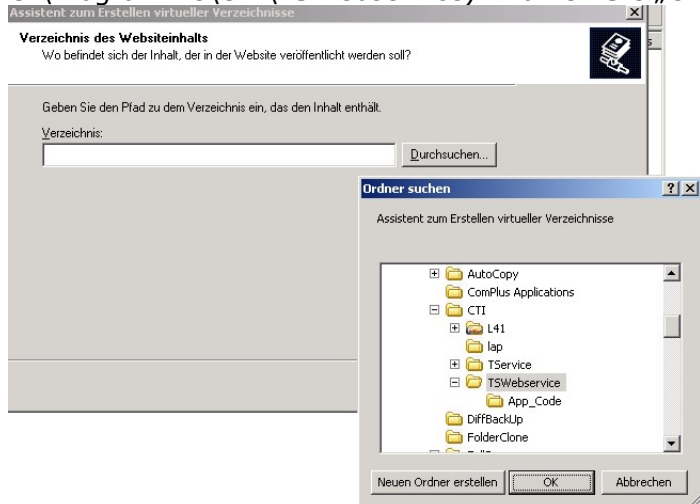 Assistent zum Erstellen virtueller Verzeichnisse
Verzeichnis des Websiteinhalts
Wo befindet sich der Inhalt, der in der Website veröffentlicht werden soll?
Geben Sie den Pfad zu dem Verzeichnis ein, das den Inhalt enthält.
Verzeichnis:
Durchsuchen...
Ordner suchen
Assistent zum Erstellen virtueller Verzeichnisse
AutoCopy
ComPlus Applications
CTI
L41
lap
TService
TSWebservice
App_Code
DiffBackUp
FolderClone
Neuen Ordner erstellen
OK
Abbrechen